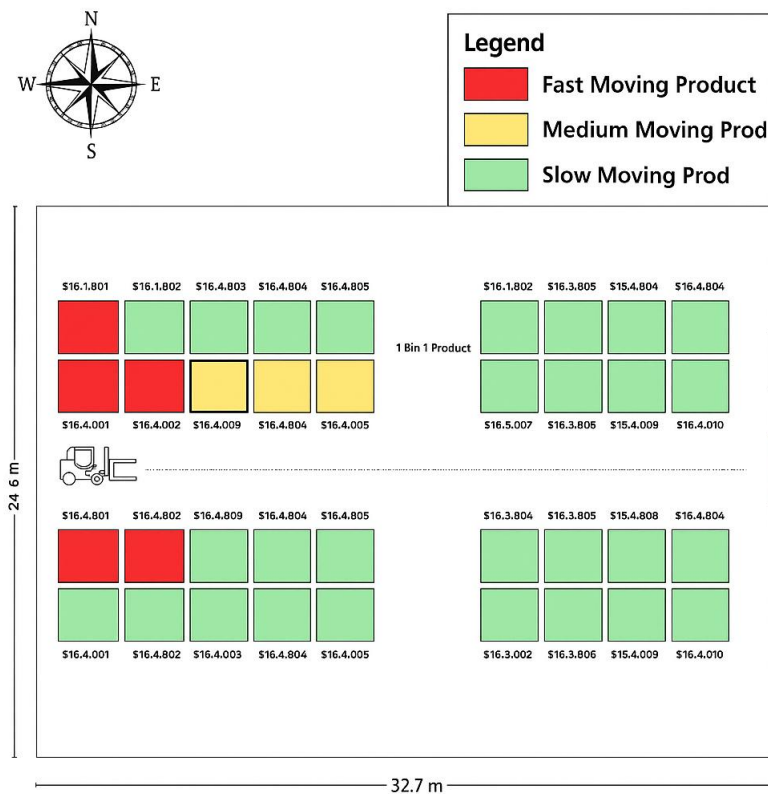 N
W E
S
Legend
Fast Moving Product
Medium Moving Prod
Slow Moving Prod
$16.1.801 $16.1.802 $16.4.803 $16.4.804 $16.4.805 $16.1.802 $16.3.805 $15.4.804 $16.4.804
1 Bin 1 Product
$16.4.001 $16.4.002 $16.4.009 $16.4.804 $16.4.005 $16.5.007 $16.3.805 $15.4.009 $16.4.010
24 6 m
$16.4.801 $16.4.802 $16.4.809 $16.4.804 $16.4.805 $16.3.804 $16.3.805 $15.4.808 $16.4.804
$16.4.001 $16.4.802 $16.4.003 $16.4.804 $16.4.005 $16.3.002 $16.3.806 $15.4.009 $16.4.010
32.7 m